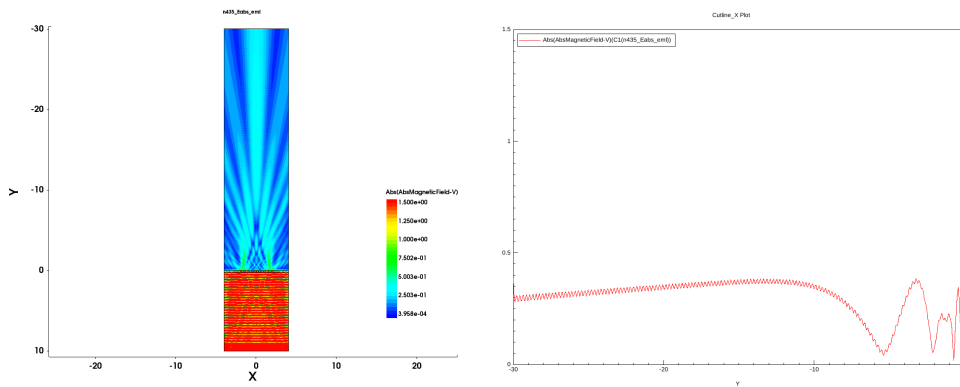 n435_Eabs_eml
-30
-20
-10
0
10
Y
-20
-10
0
10
20
X
Abs(AbsMagneticField-V)
1.500e+00
1.250e+00
1.000e+00
7.502e-01
5.003e-01
2.503e-01
3.958e-04
Cutline_X Plot
Abs(AbsMagneticField-V)(C1(n435_Eabs_eml))
1.5
1
0.5
0
-30
-20
-10
Y